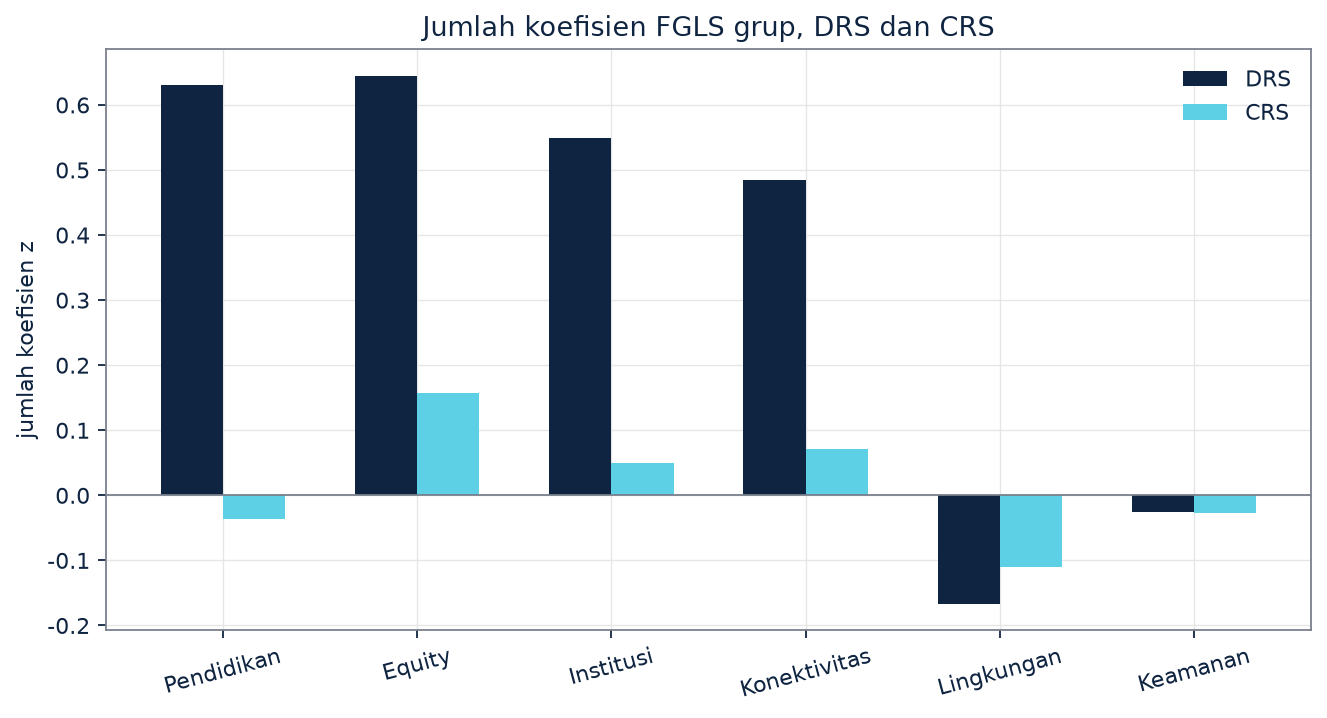 Jumlah koefisien FGLS grup, DRS dan CRS
DRS
CRS
jumlah koefisien z
0.6
0.5
0.4
0.3
0.2
0.1
0.0
-0.1
-0.2
Pendidikan
Equity
Institusi
Konektivitas
Lingkungan
Keamanan